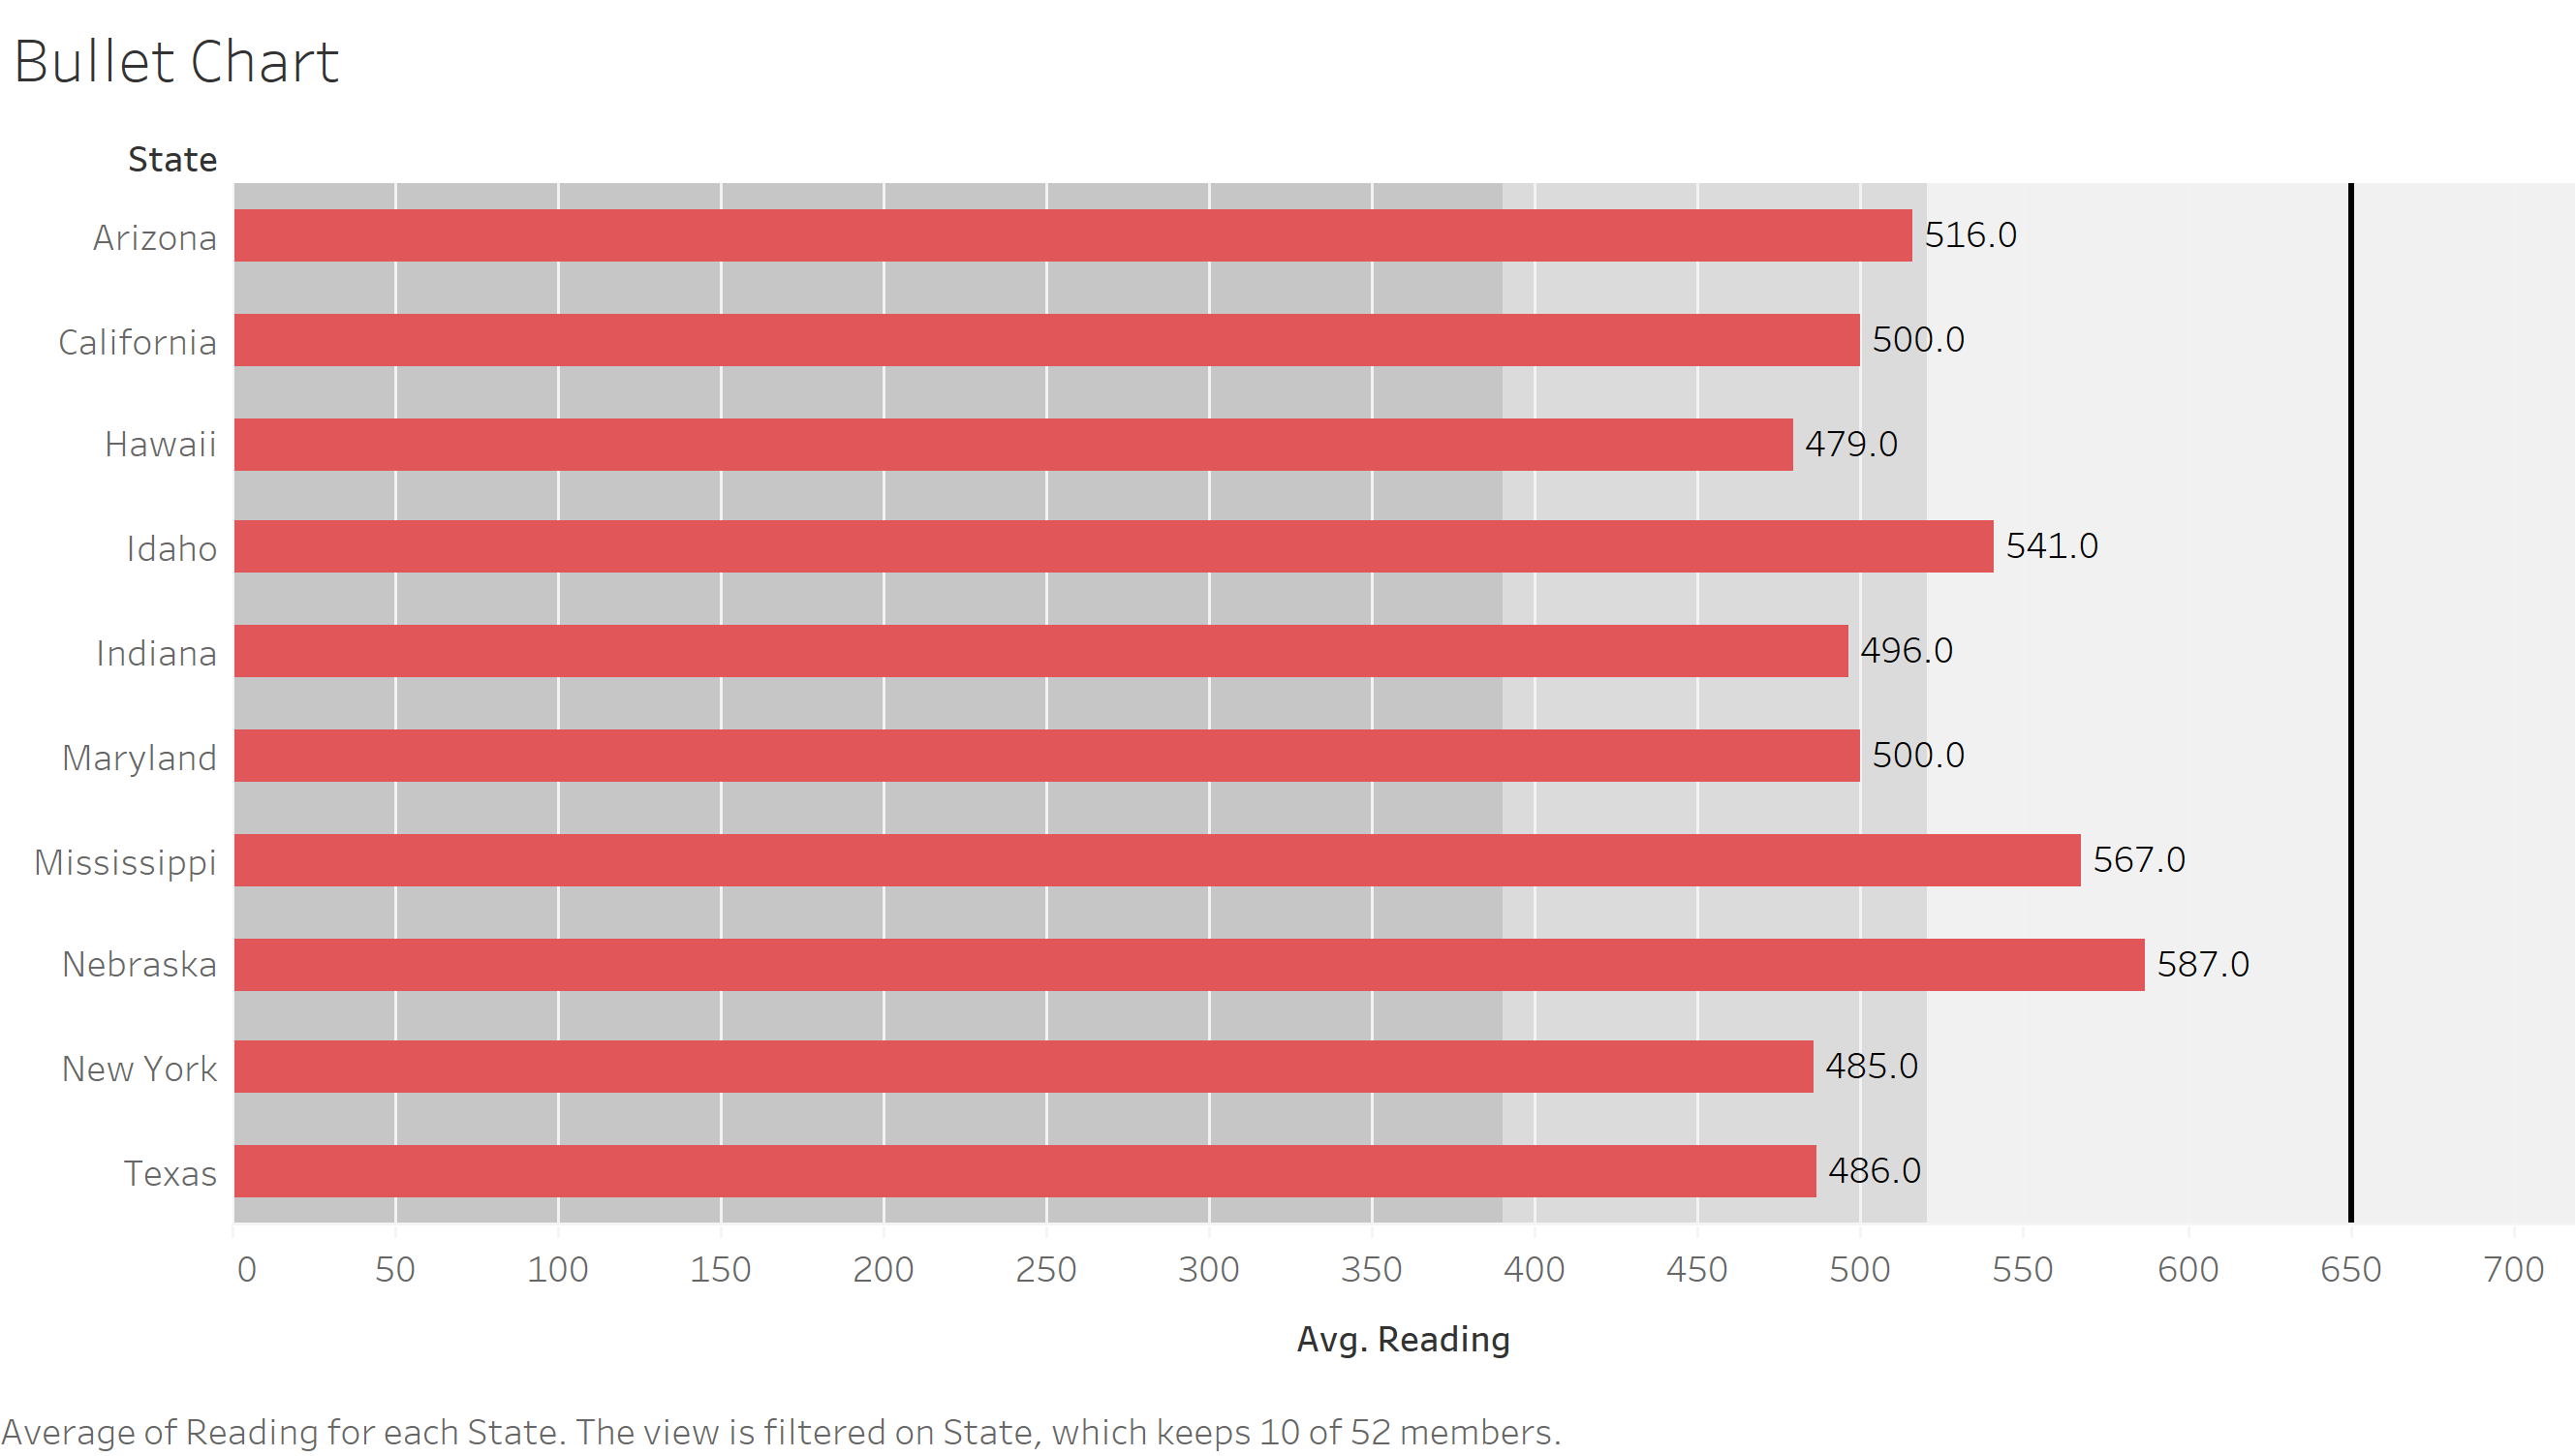 Bullet Chart
State
Arizona 516.0
California 500.0
Hawaii 479.0
Idaho 541.0
Indiana 496.0
Maryland 500.0
Mississippi 567.0
Nebraska 587.0
New York 485.0
Texas 486.0
0 50 100 150 200 250 300 350 400 450 500 550 600 650 700
Avg. Reading
Average of Reading for each State. The view is filtered on State, which keeps 10 of 52 members.